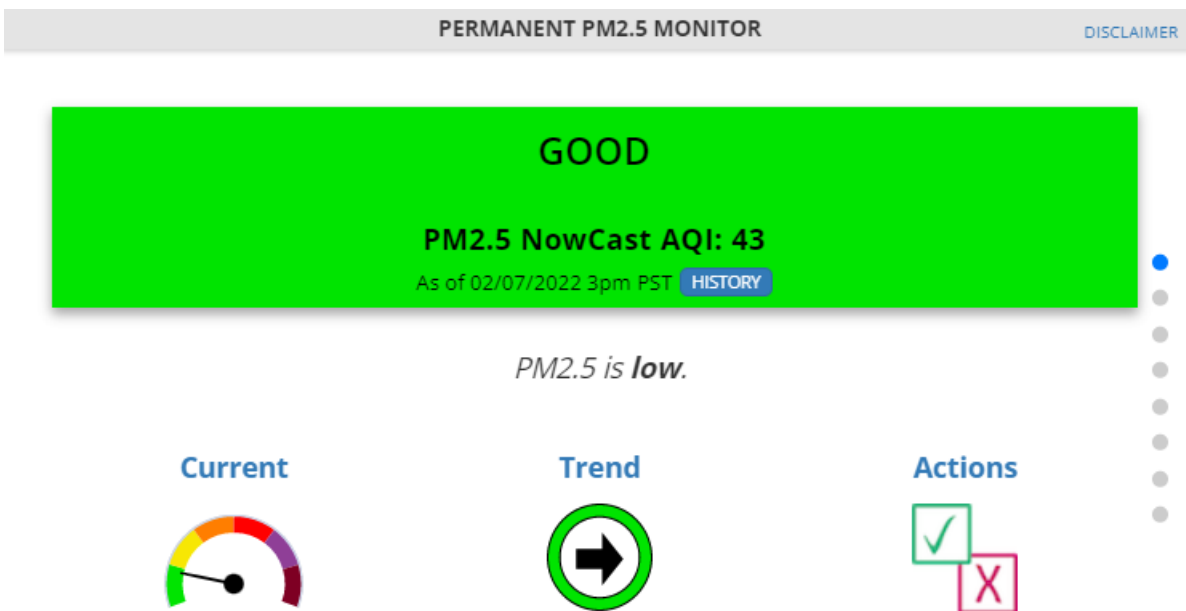 PERMANENT PM2.5 MONITOR
DISCLAIMER
GOOD
PM2.5 NowCast AQI: 43
As of 02/07/2022 3pm PST HISTORY
PM2.5 is low.
Current Trend Actions
X